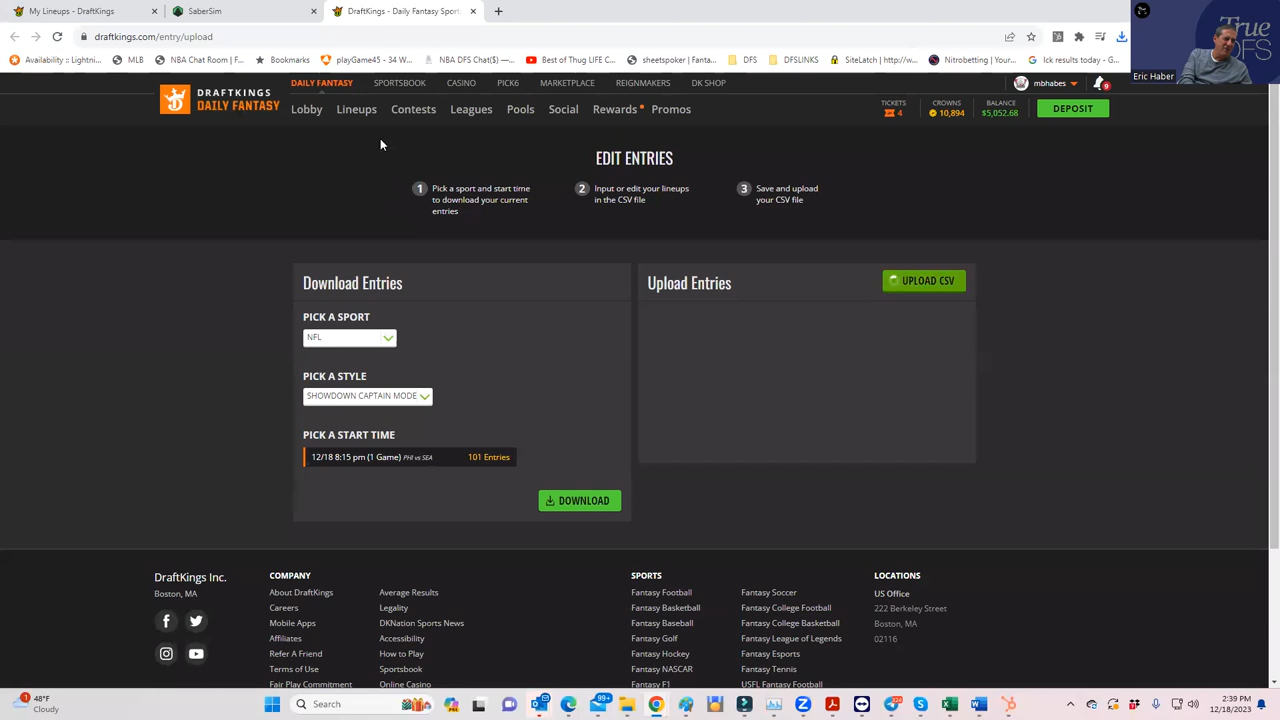 My Lineups - DraftKings
SaberSim
DraftKings - Daily Fantasy Sport
draftkings.com/entry/upload
Availability :: Lightni...
MLB
NBA Chat Room ( N...
Bookmarks
playGame45 - 34 W...
NBA DFS Chat($) — ...
Best of Thug LIFE C...
sheetspoker | Fanta...
DFS
DFSLINKS
SiteLatch | http://w...
Nitrobetting | Your...
Ick results today - G...
True DFS
Eric Haber
DRAFTKINGS
DAILY FANTASY
DAILY FANTASY
SPORTSBOOK
CASINO
PICK6
MARKETPLACE
REIGNMAKERS
DK SHOP
mbhabes
9
Lobby
Lineups
Contests
Leagues
Pools
Social
Rewards
Promos
TICKETS
4
CROWNS
10,894
BALANCE
$5,052.68
DEPOSIT
EDIT ENTRIES
1
Pick a sport and start time
to download your current
entries
2
Input or edit your lineups
in the CSV file
3
Save and upload
your CSV file
Download Entries
PICK A SPORT
NFL
PICK A STYLE
SHOWDOWN CAPTAIN MODE
PICK A START TIME
12/18 8:15 pm (1 Game) PHI vs SEA
101 Entries
DOWNLOAD
Upload Entries
UPLOAD CSV
DraftKings Inc.
Boston, MA
COMPANY
About DraftKings
Careers
Mobile Apps
Affiliates
Refer A Friend
Terms of Use
Fair Play Commitment
Average Results
Legality
DKNation Sports News
Accessibility
How to Play
Sportsbook
Online Casino
SPORTS
Fantasy Football
Fantasy Basketball
Fantasy Baseball
Fantasy Golf
Fantasy Hockey
Fantasy NASCAR
Fantasy F1
Fantasy Soccer
Fantasy College Football
Fantasy College Basketball
Fantasy League of Legends
Fantasy Esports
Fantasy Tennis
USFL Fantasy Football
LOCATIONS
US Office
222 Berkeley Street
Boston, MA
02116
1
48°F
Cloudy
Search
99+
2:39 PM
12/18/2023